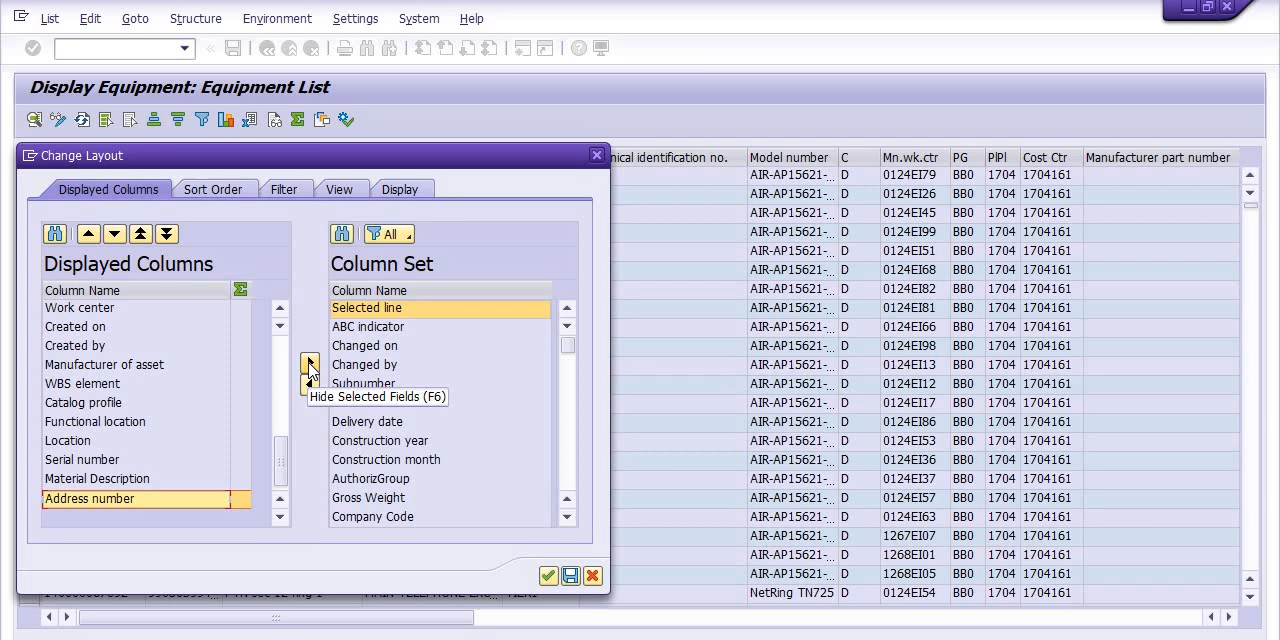 List Edit Goto Structure Environment Settings System Help
Display Equipment: Equipment List
Change Layout
nical identification no. Model number C Mn.wk.ctr PG PlPl Cost Ctr Manufacturer part number
Displayed Columns Sort Order Filter View Display
All
Displayed Columns Column Set
Column Name Column Name
Work center Selected line
Created on ABC indicator
Created by Changed on
Manufacturer of asset Changed by
WBS element Subnumber
Hide Selected Fields (F6)
Catalog profile
Functional location Delivery date
Location Construction year
Serial number Construction month
Material Description AuthorizGroup
Address number Gross Weight
Company Code
AIR-AP15621-... D 0124EI79 BB0 1704 1704161
AIR-AP15621-... D 0124EI26 BB0 1704 1704161
AIR-AP15621-... D 0124EI45 BB0 1704 1704161
AIR-AP15621-... D 0124EI99 BB0 1704 1704161
AIR-AP15621-... D 0124EI51 BB0 1704 1704161
AIR-AP15621-... D 0124EI68 BB0 1704 1704161
AIR-AP15621-... D 0124EI82 BB0 1704 1704161
AIR-AP15621-... D 0124EI81 BB0 1704 1704161
AIR-AP15621-... D 0124EI66 BB0 1704 1704161
AIR-AP15621-... D 0124EI98 BB0 1704 1704161
AIR-AP15621-... D 0124EI13 BB0 1704 1704161
AIR-AP15621-... D 0124EI12 BB0 1704 1704161
AIR-AP15621-... D 0124EI11 BB0 1704 1704161
AIR-AP15621-... D 0124EI86 BB0 1704 1704161
AIR-AP15621-... D 0124EI53 BB0 1704 1704161
AIR-AP15621-... D 0124EI36 BB0 1704 1704161
AIR-AP15621-... D 0124EI37 BB0 1704 1704161
AIR-AP15621-... D 0124EI57 BB0 1704 1704161
AIR-AP15621-... D 0124EI63 BB0 1704 1704161
AIR-AP15621-... D 1267EI07 BB0 1704 1704161
AIR-AP15621-... D 1268EI01 BB0 1704 1704161
AIR-AP15621-... D 1268EI05 BB0 1704 1704161
NetRing TN725 D 0124EI54 BB0 1704 1704161